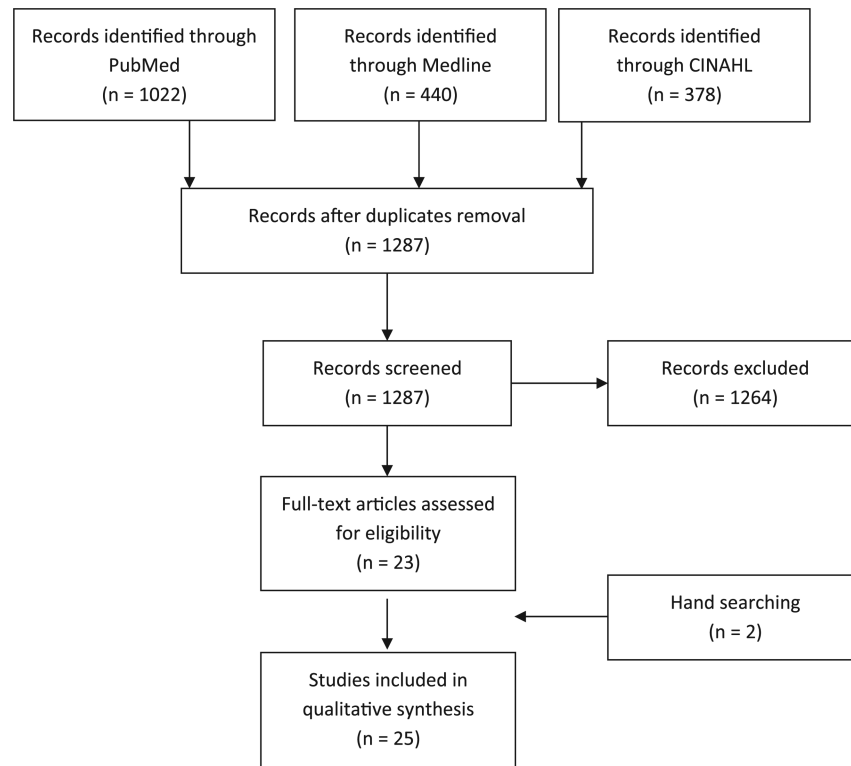 Records identified through
PubMed
(n = 1022)
Records identified
through Medline
(n = 440)
Records identified
through CINAHL
(n = 378)
Records after duplicates removal
(n = 1287)
Records screened
(n = 1287)
Records excluded
(n = 1264)
Full-text articles assessed
for eligibility
(n = 23)
Hand searching
(n = 2)
Studies included in
qualitative synthesis
(n = 25)